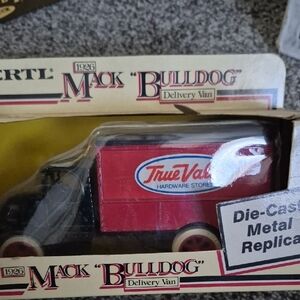 ERTL
1926
MACK "BULLDOG"
Delivery Van
True Val
HARDWARE STORES
Die-Cast
Metal
Replica
1926
MACK "BULLDOG"
Delivery Van